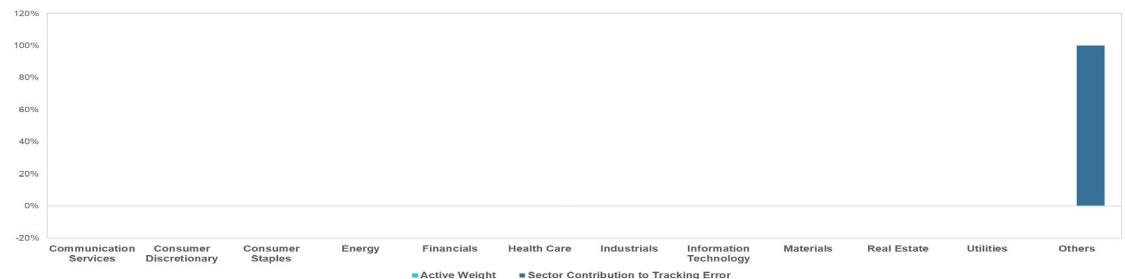 120%
100%
80%
60%
40%
20%
0%
-20%
Communication Services
Consumer Discretionary
Consumer Staples
Energy
Financials
Health Care
Industrials
Information Technology
Materials
Real Estate
Utilities
Others
Active Weight
Sector Contribution to Tracking Error